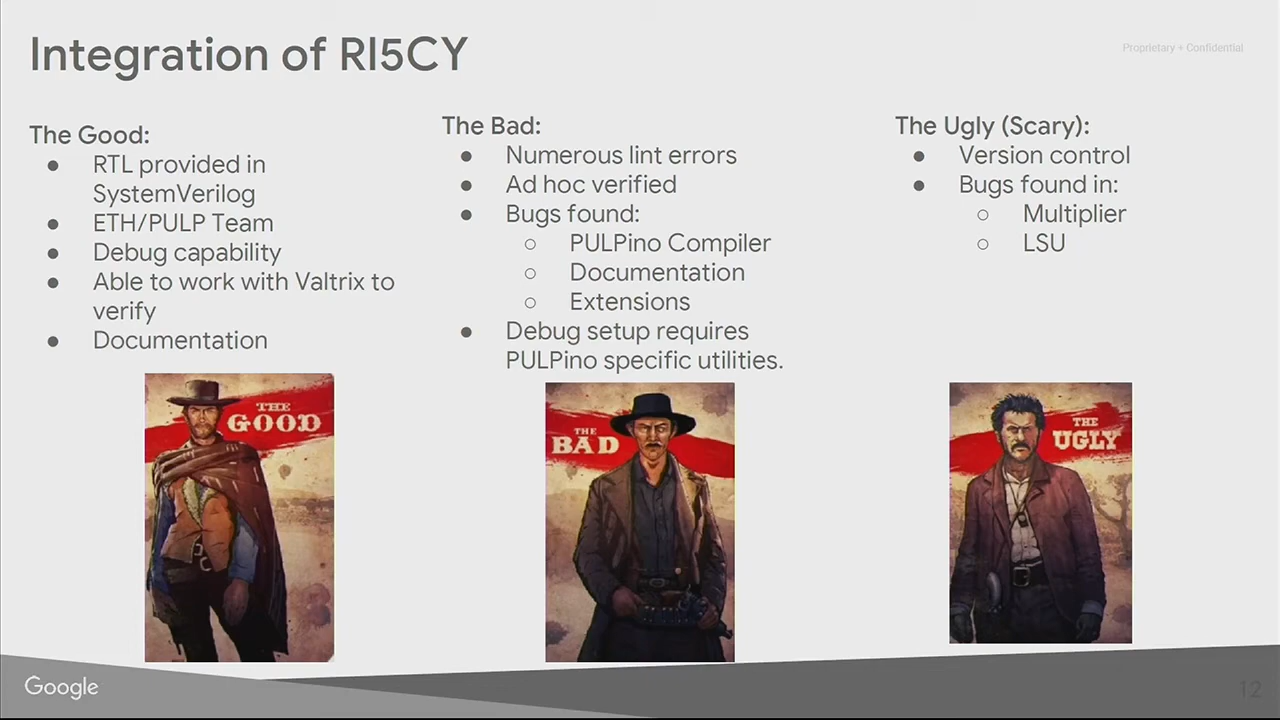 Integration of RI5CY
Proprietary + Confidential
The Good:
● RTL provided in
SystemVerilog
● ETH/PULP Team
● Debug capability
● Able to work with Valtrix to
verify
● Documentation
The Bad:
● Numerous lint errors
● Ad hoc verified
● Bugs found:
○ PULPino Compiler
○ Documentation
○ Extensions
● Debug setup requires
PULPino specific utilities.
The Ugly (Scary):
● Version control
● Bugs found in:
○ Multiplier
○ LSU
THE
GOOD
THE
BAD
THE
UGLY
Google
12